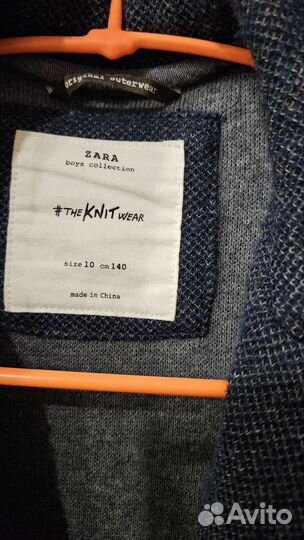 original outerwear
ZARA
boys collection
#THEKNITWEAR
size 10 cm 140
made in China
Avito